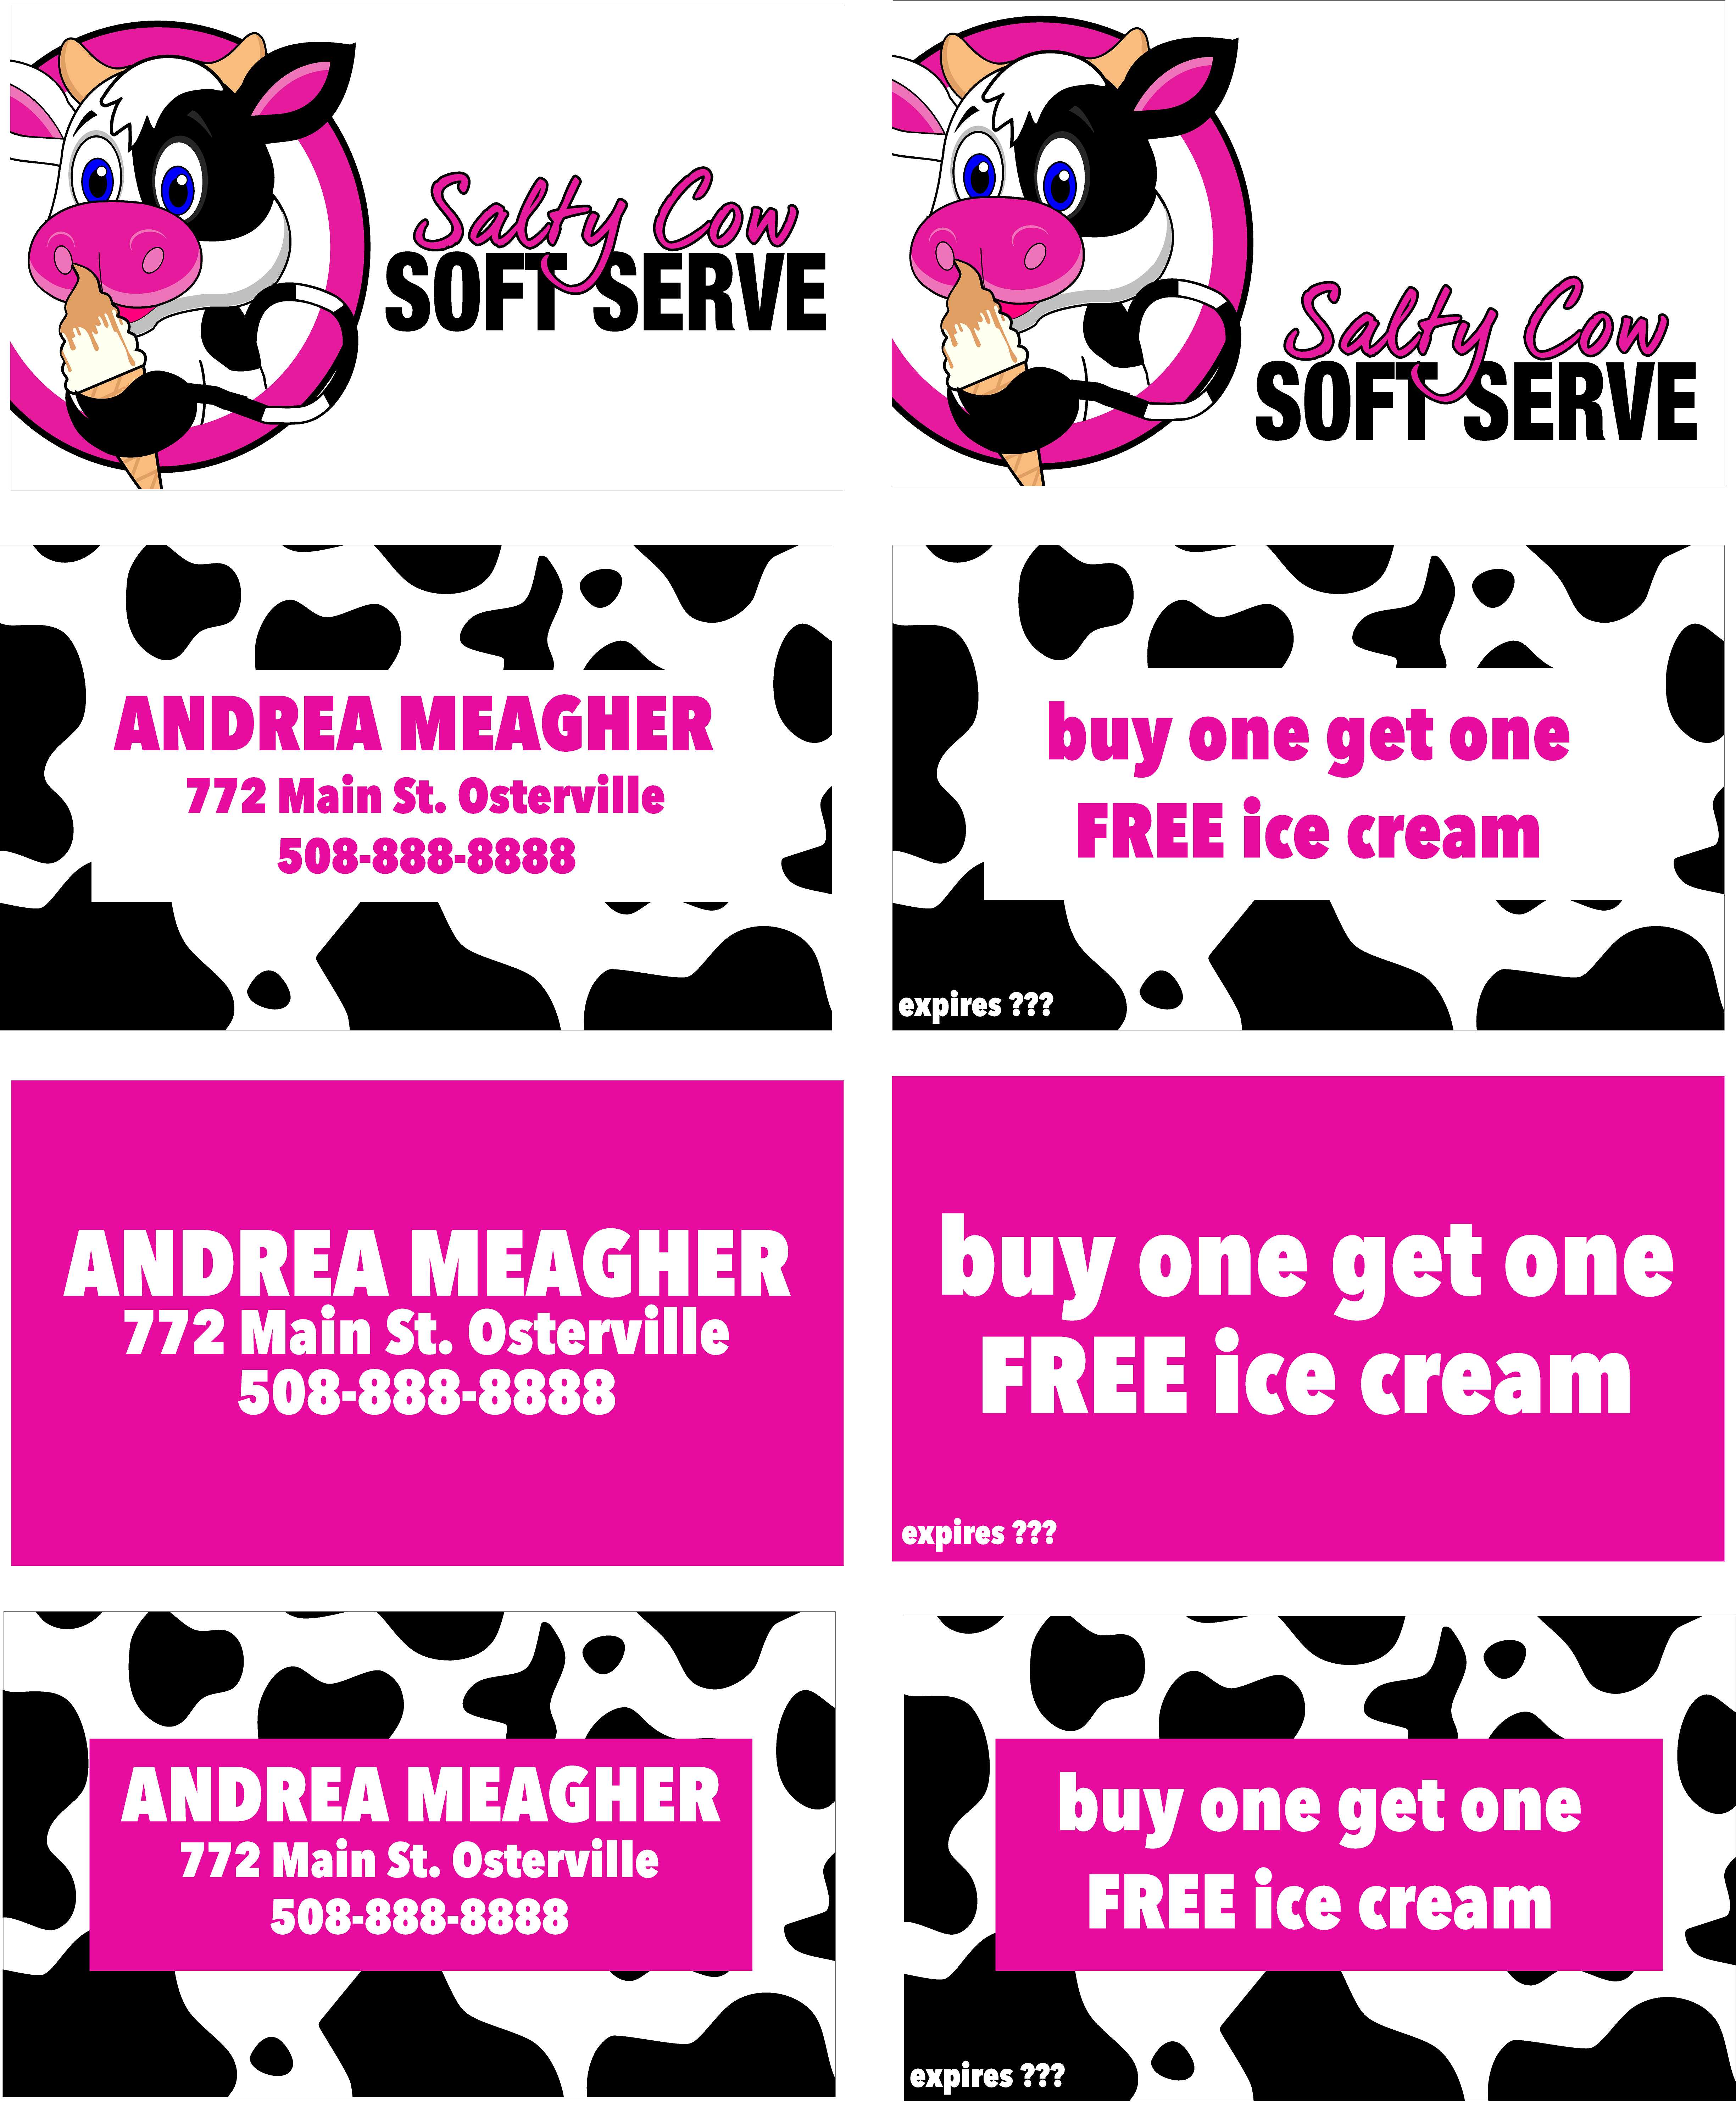 Salty Cow
SOFT SERVE
Salty Cow
SOFT SERVE
ANDREA MEAGHER
772 Main St. Osterville
508-888-8888
buy one get one
FREE ice cream
expires ???
ANDREA MEAGHER
772 Main St. Osterville
508-888-8888
buy one get one
FREE ice cream
expires ???
ANDREA MEAGHER
772 Main St. Osterville
508-888-8888
buy one get one
FREE ice cream
expires ???